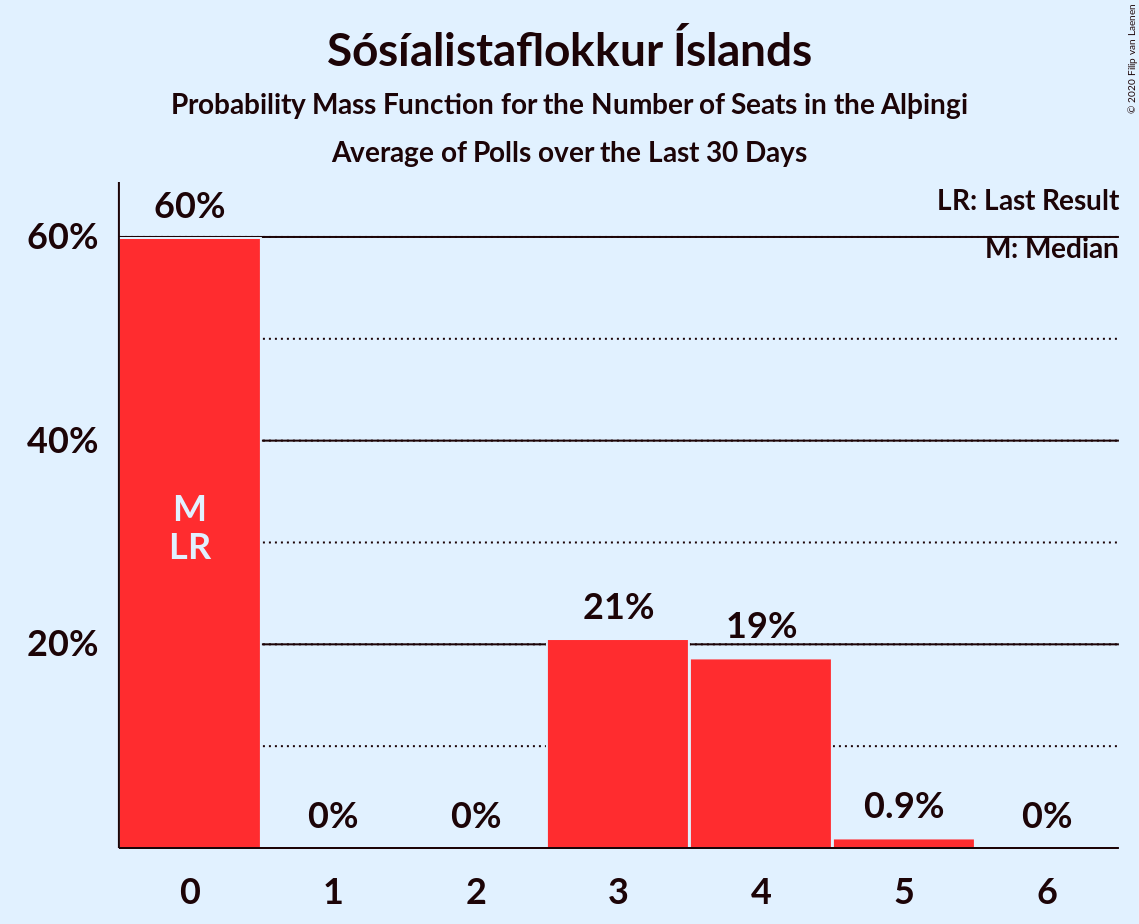 Sósíalistaflokkur Íslands
Probability Mass Function for the Number of Seats in the Alþingi
Average of Polls over the Last 30 Days
© 2020 Filip van Laenen
LR: Last Result
M: Median
60%
40%
20%
60%
M
LR
0%
0%
21%
19%
0.9%
0%
0 1 2 3 4 5 6